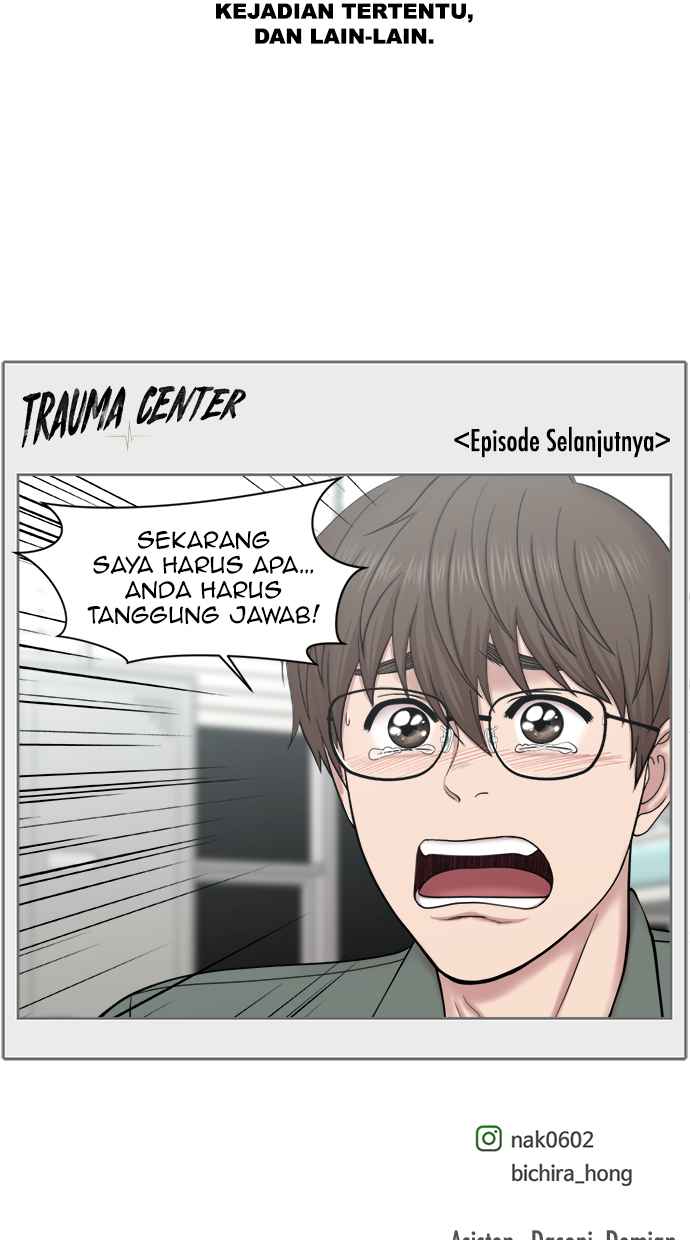 KEJADIAN TERTENTU,
DAN LAIN-LAIN.
TRAUMA CENTER
<Episode Selanjutnya>
SEKARANG
SAYA HARUS APA...
ANDA HARUS
TANGGUNG JAWAB!
nak0602
bichira_hong